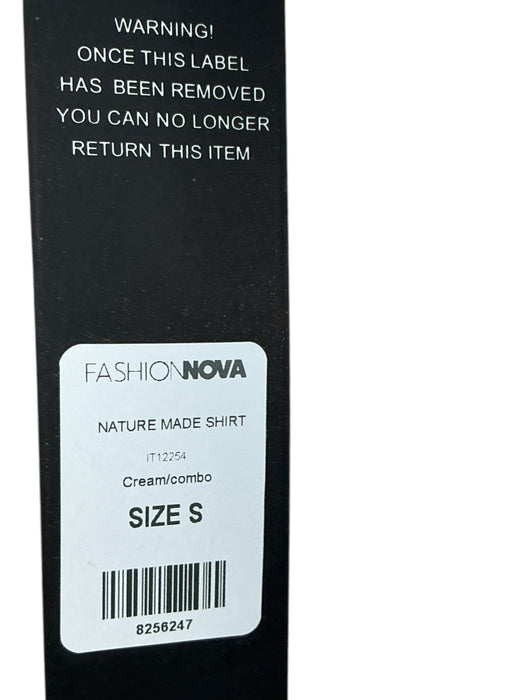 WARNING!
ONCE THIS LABEL
HAS BEEN REMOVED
YOU CAN NO LONGER
RETURN THIS ITEM
FASHIONNOVA
NATURE MADE SHIRT
IT12254
Cream/combo
SIZE S
8256247